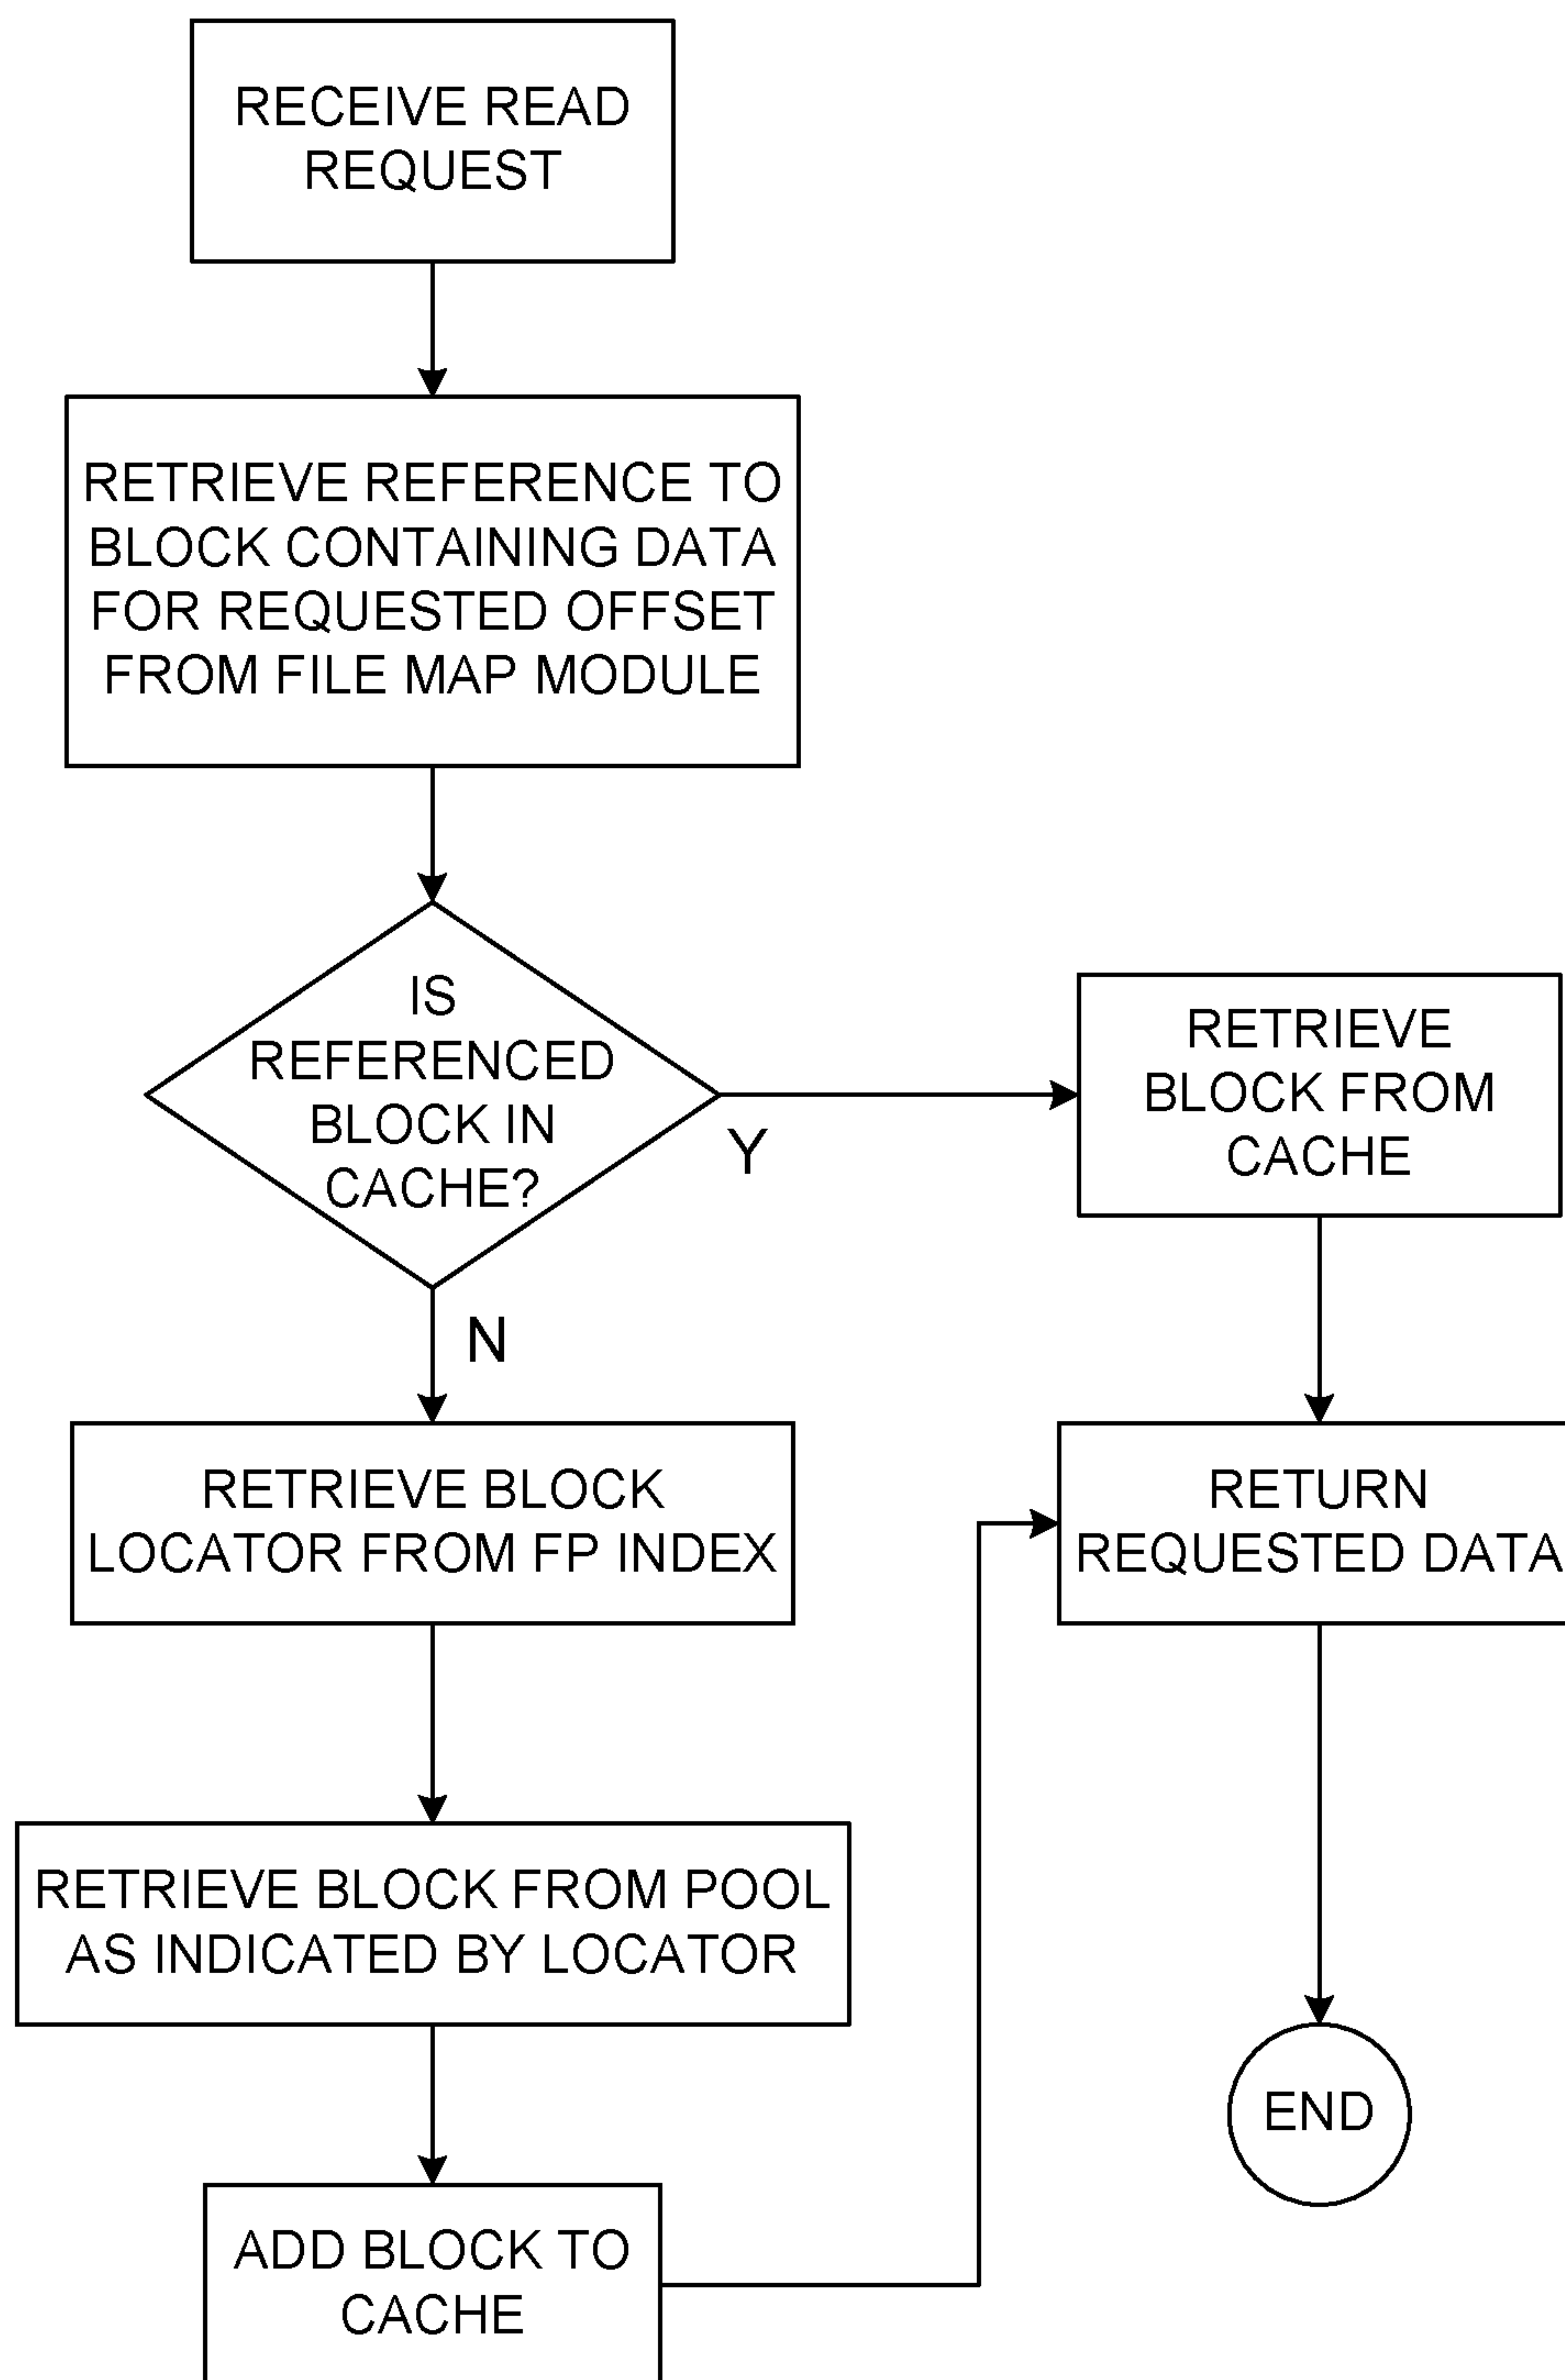 RECEIVE READ
REQUEST
RETRIEVE REFERENCE TO
BLOCK CONTAINING DATA
FOR REQUESTED OFFSET
FROM FILE MAP MODULE
IS
REFERENCED
BLOCK IN
CACHE?
Y
RETRIEVE
BLOCK FROM
CACHE
N
RETRIEVE BLOCK
LOCATOR FROM FP INDEX
RETURN
REQUESTED DATA
RETRIEVE BLOCK FROM POOL
AS INDICATED BY LOCATOR
END
ADD BLOCK TO
CACHE